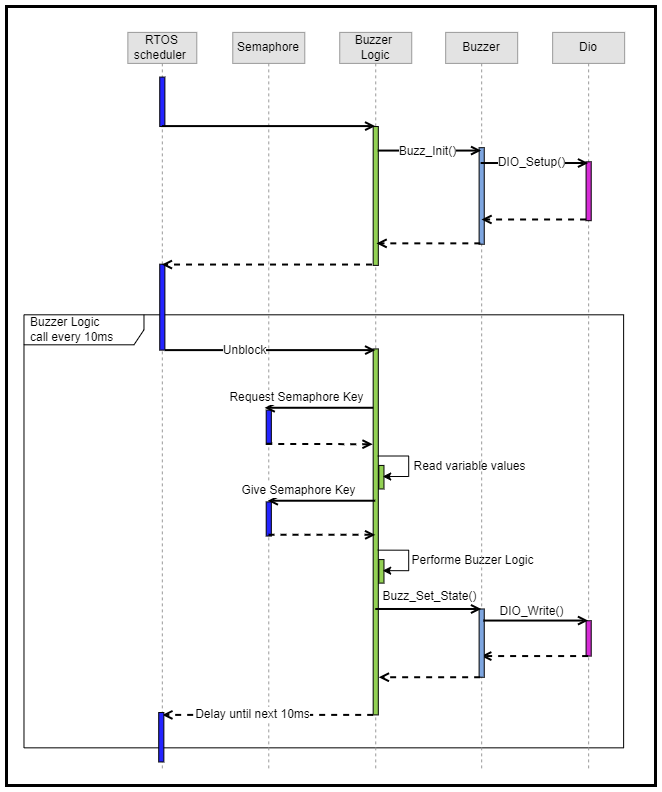 RTOS
scheduler
Semaphore
Buzzer
Logic
Buzzer
Dio
Buzz_Init()
DIO_Setup()
Buzzer Logic
call every 10ms
Unblock
Request Semaphore Key
Read variable values
Give Semaphore Key
Performe Buzzer Logic
Buzz_Set_State()
DIO_Write()
Delay until next 10ms